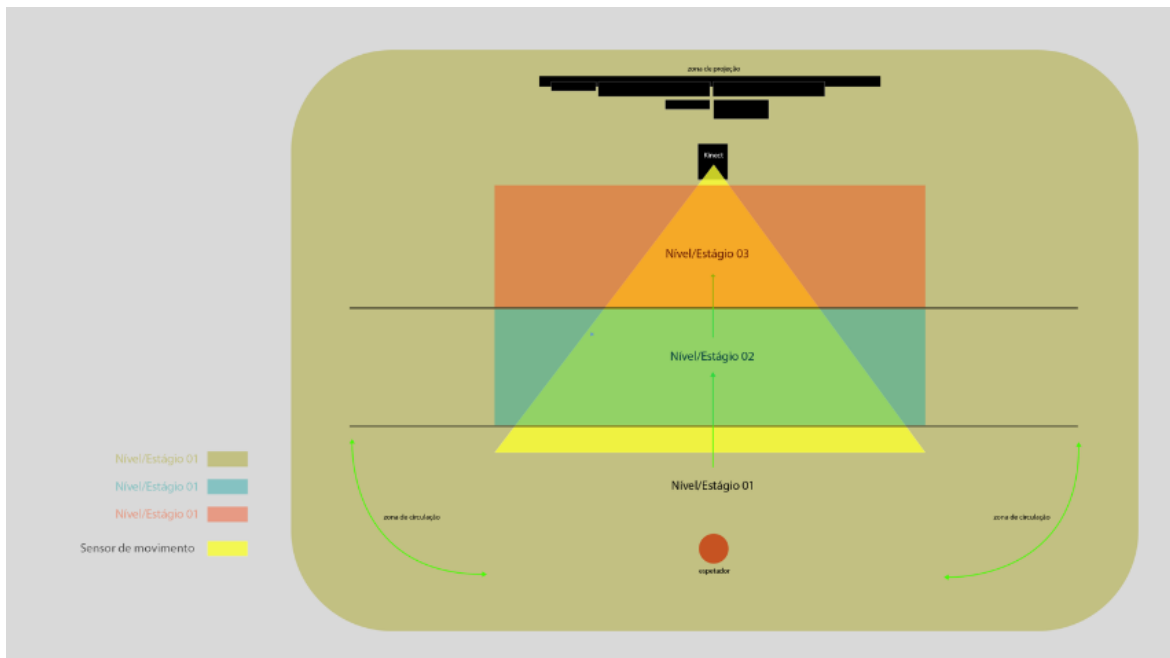 zona de projeção
Kinect
Nível/Estágio 03
Nível/Estágio 02
Nível/Estágio 01
Nível/Estágio 01
Nível/Estágio 01
Nível/Estágio 01
Sensor de movimento
zona de circulação
zona de circulação
espetador